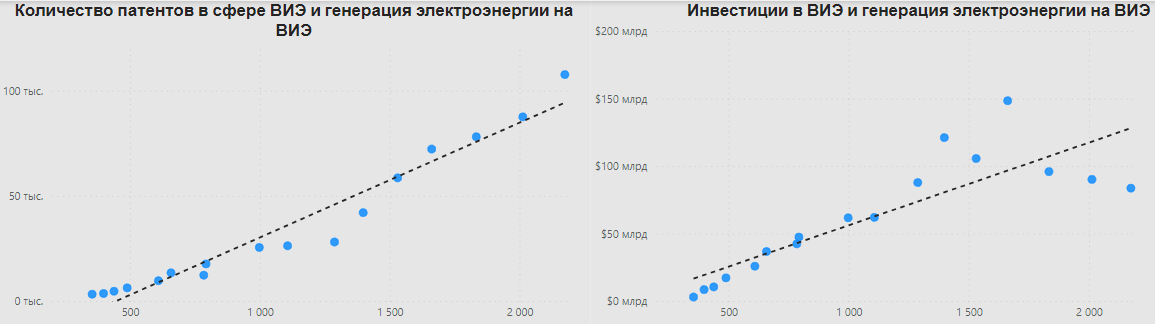 Количество патентов в сфере ВИЭ и генерация электроэнергии на
ВИЭ
100 тыс.
50 тыс.
0 тыс.
500
1 000
1 500
2 000
Инвестиции в ВИЭ и генерация электроэнергии на ВИЭ
$200 млрд
$150 млрд
$100 млрд
$50 млрд
$0 млрд
500
1 000
1 500
2 000